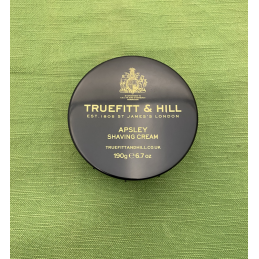 TRUEFITT & HILL
EST 1805 ST JAMES'S LONDON
APSLEY
SHAVING CREAM
TRUEFITTANDHILL.CO.UK
190g ℮ 6.7oz